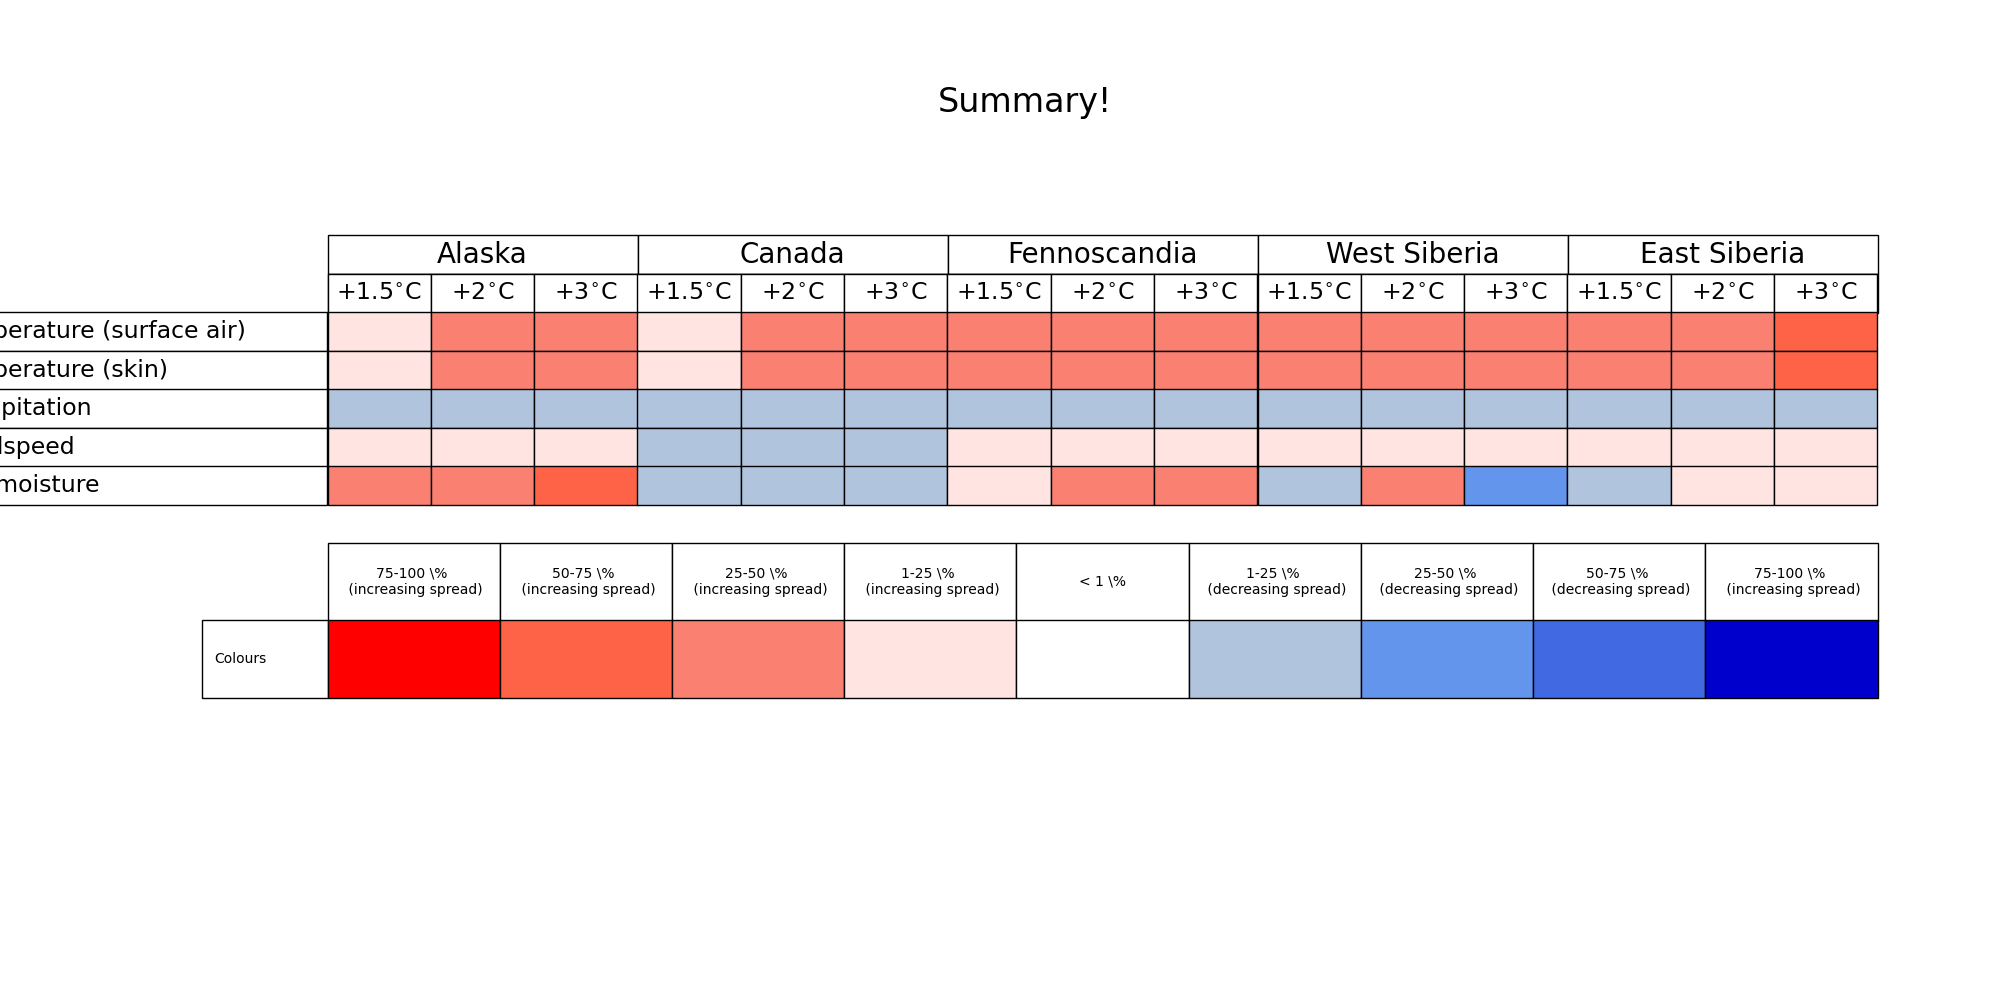 Summary!
Alaska Canada Fennoscandia West Siberia East Siberia
+1.5°C +2°C +3°C +1.5°C +2°C +3°C +1.5°C +2°C +3°C +1.5°C +2°C +3°C +1.5°C +2°C +3°C
perature (surface air)
perature (skin)
pitation
lspeed
moisture
75-100 \% 50-75 \% 25-50 \% 1-25 \% < 1 \% 1-25 \% 25-50 \% 50-75 \% 75-100 \%
(increasing spread) (increasing spread) (increasing spread) (increasing spread) (decreasing spread) (decreasing spread) (decreasing spread) (increasing spread)
Colours